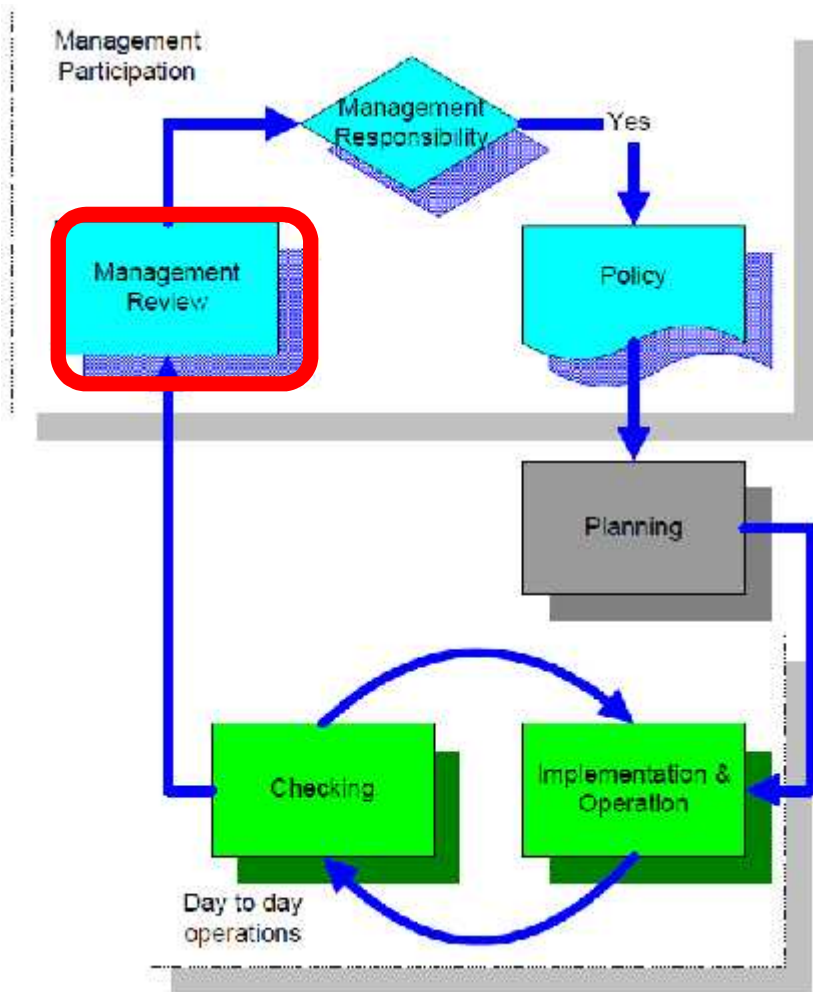 Management
Participation
Management
Responsibility
Yes
Management
Review
Policy
Planning
Checking
Implementation &
Operation
Day to day
operations